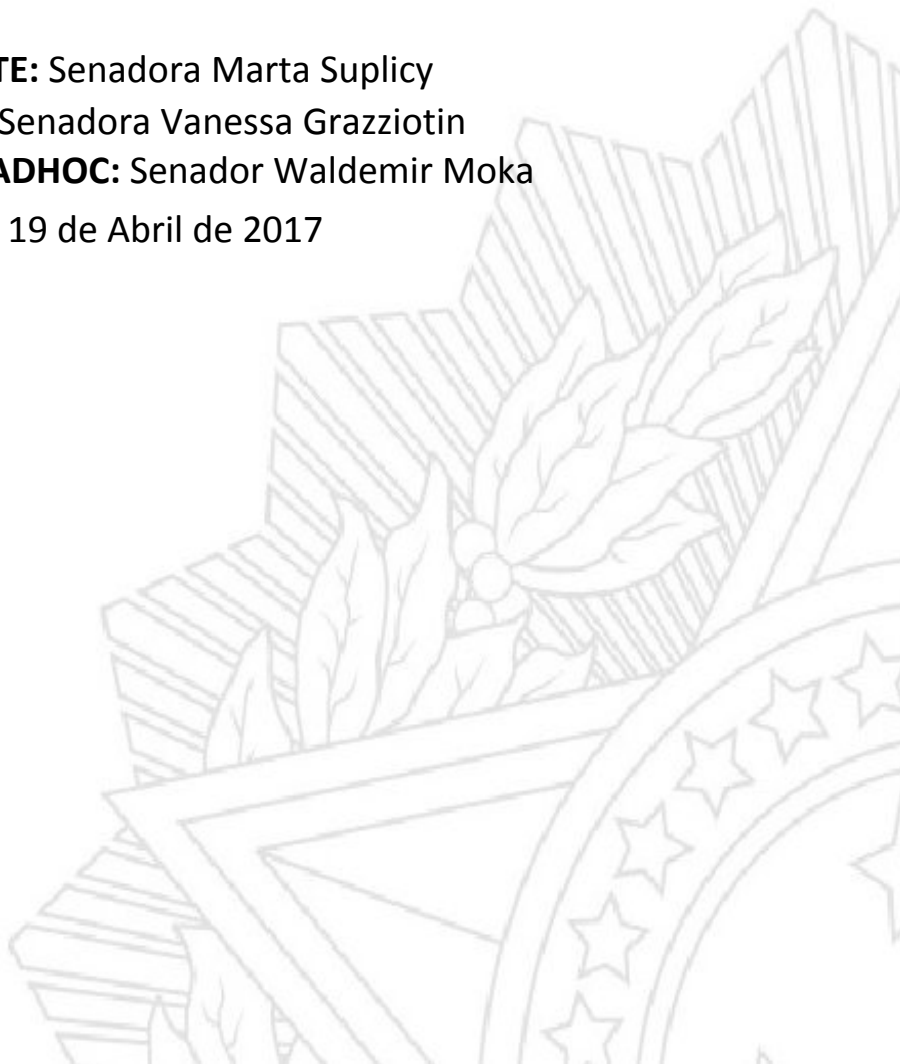 TE: Senadora Marta Suplicy
Senadora Vanessa Grazziotin
ADHOC: Senador Waldemir Moka
19 de Abril de 2017